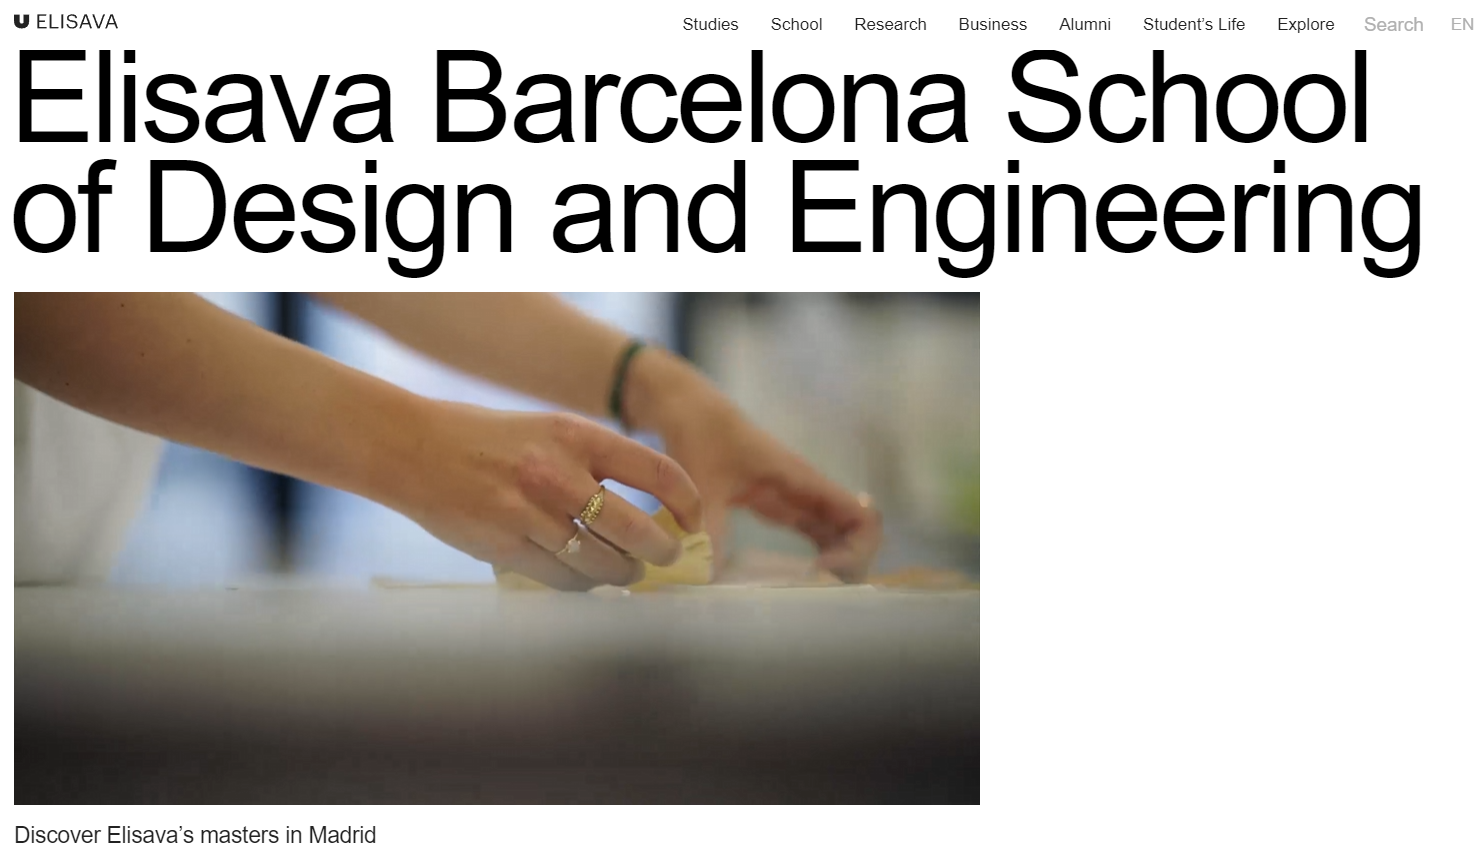 ELISAVA
Studies School Research Business Alumni Student’s Life Explore Search EN
Elisava Barcelona School
of Design and Engineering
Discover Elisava’s masters in Madrid